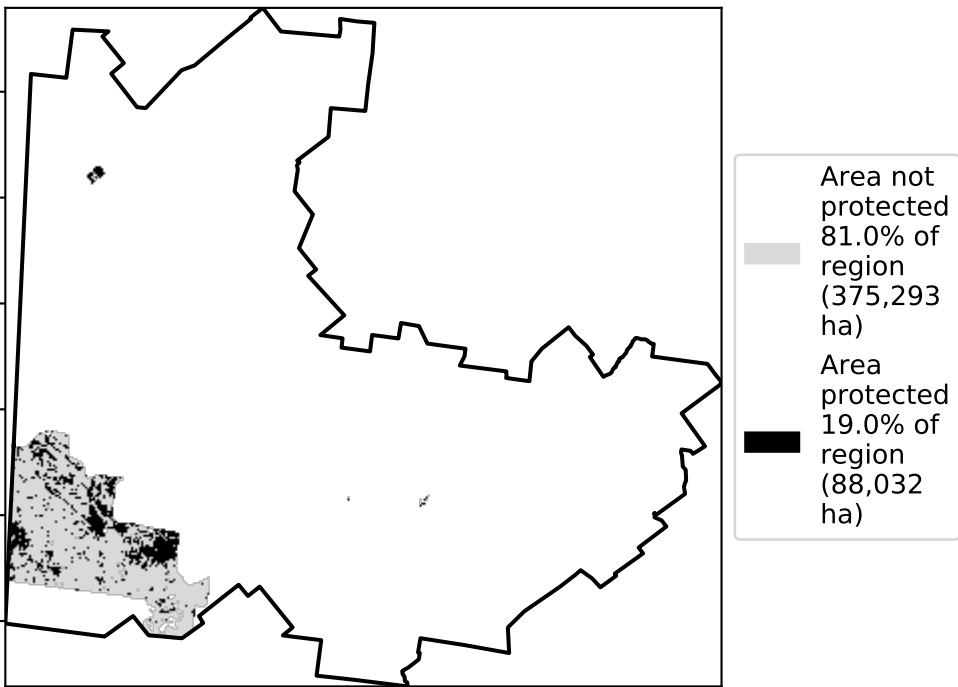 Area not
protected
81.0% of
region
(375,293
ha)
Area
protected
19.0% of
region
(88,032
ha)